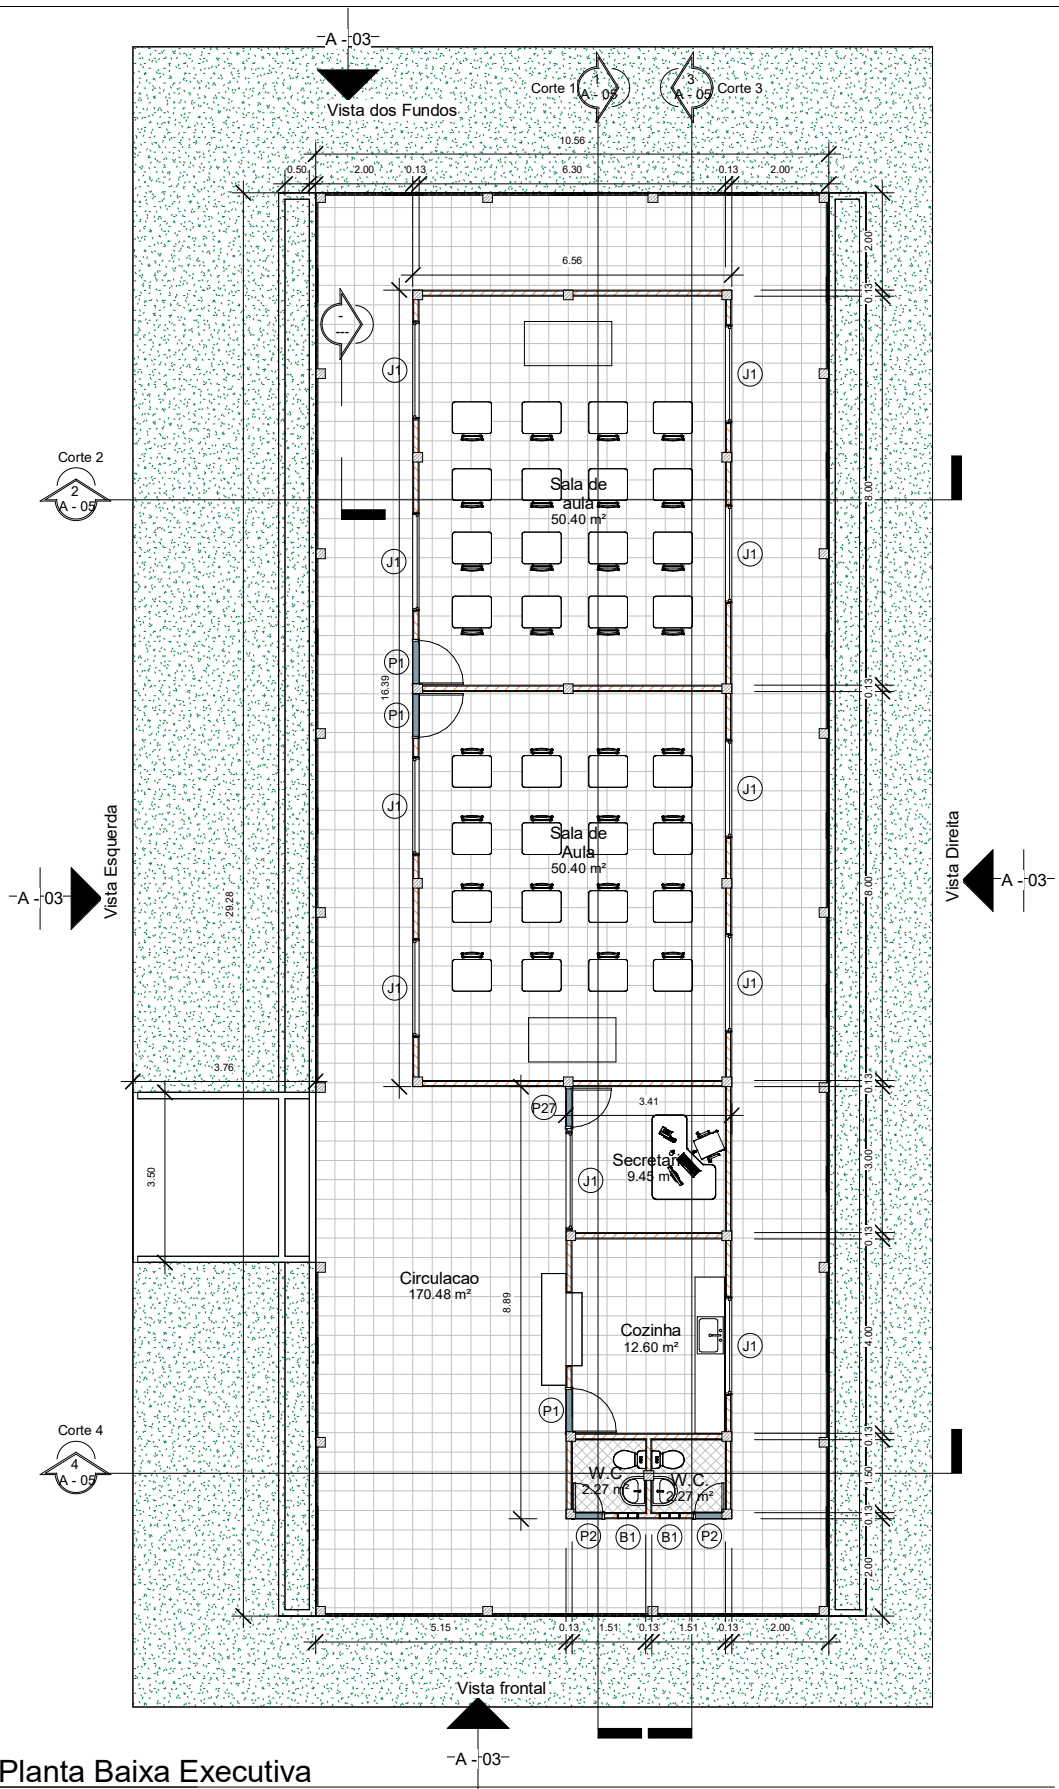 A - 03
Vista dos Fundos
Corte 1
1
A - 05
3
A - 05
Corte 3
10.56
0.50
2.00
0.13
6.30
0.13
2.00
6.56
2.00
0.13
-
---
J1
J1
Corte 2
2
A - 05
Sala de
aula
50.40 m²
8.00
J1
J1
P1
16.39
P1
0.13
J1
J1
Vista Esquerda
A - 03
Sala de
Aula
50.40 m²
29.28
8.00
Vista Direita
A - 03
J1
J1
3.76
0.13
P27
3.41
3.50
Secretar
9.45 m²
J1
3.00
0.13
Circulacao
170.48 m²
8.89
Cozinha
12.60 m²
J1
4.00
P1
Corte 4
4
A - 05
0.13
W.C.
2.27 m²
W.C.
2.27 m²
1.50
0.13
P2
B1
B1
P2
2.00
5.15
0.13
1.51
0.13
1.51
0.13
2.00
Vista frontal
A - 03
Planta Baixa Executiva